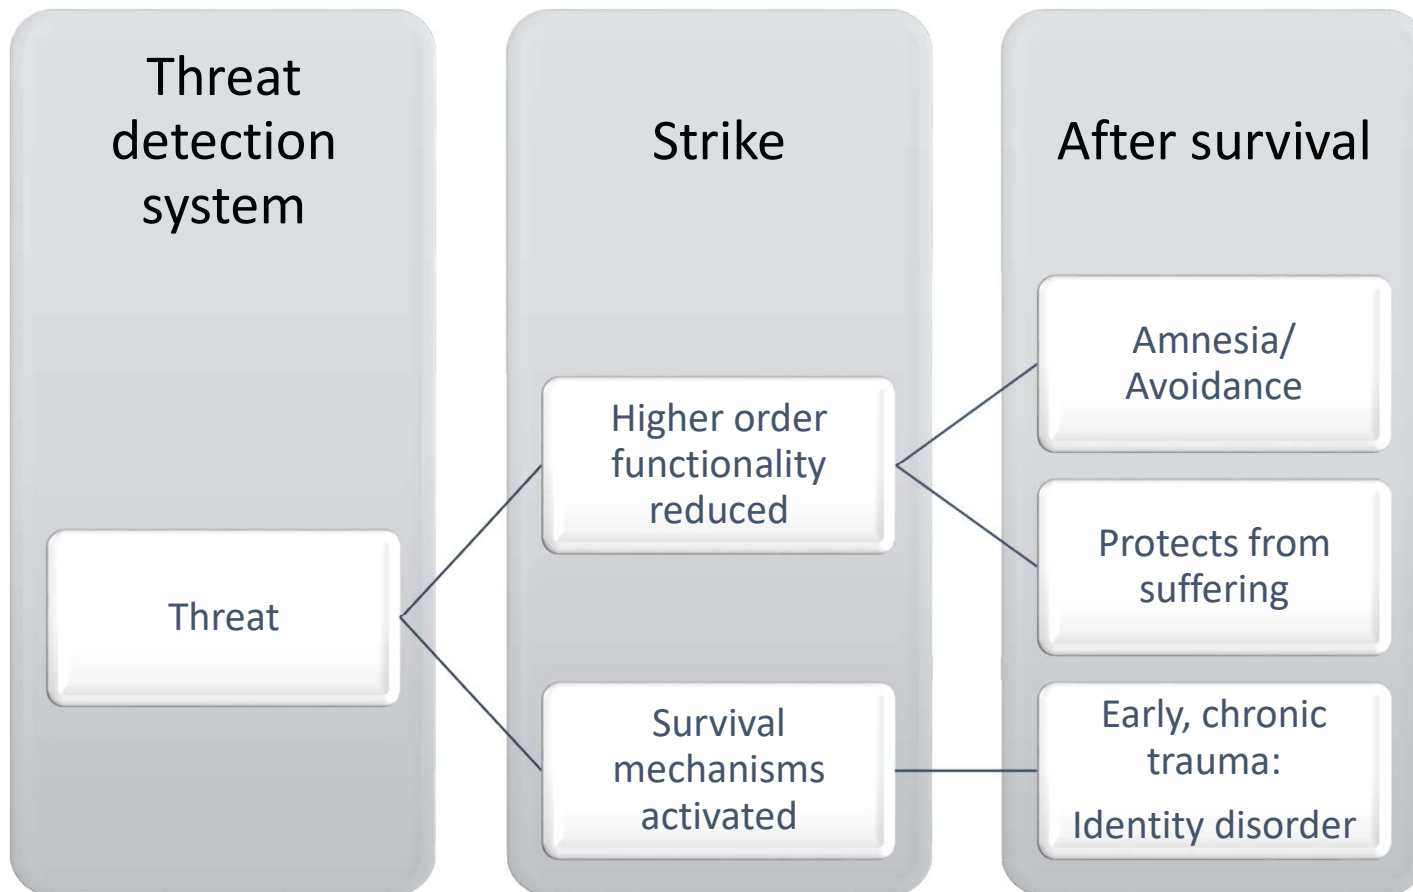 Threat
detection
system
Strike
After survival
Threat
Higher order
functionality
reduced
Survival
mechanisms
activated
Amnesia/
Avoidance
Protects from
suffering
Early, chronic
trauma:
Identity disorder